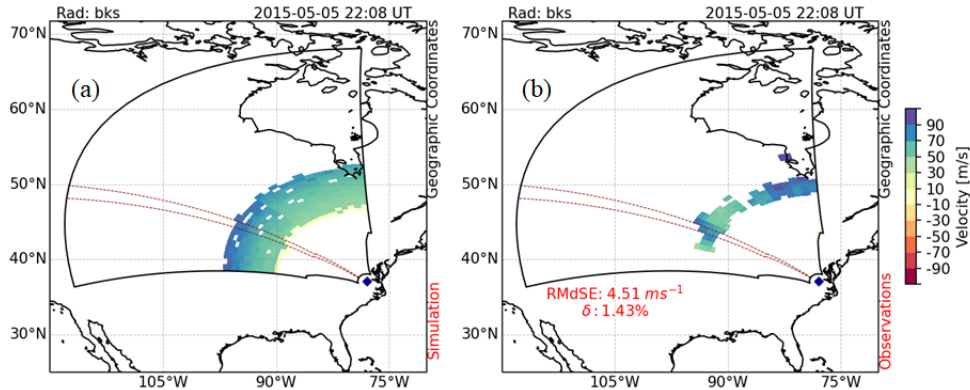 Rad: bks
2015-05-05 22:08 UT
(a)
70°N
60°N
50°N
40°N
30°N
105°W
90°W
75°W
Geographic Coordinates
Simulation
Rad: bks
2015-05-05 22:08 UT
(b)
70°N
60°N
50°N
40°N
30°N
105°W
90°W
75°W
RMdSE: 4.51 ms⁻¹
δ : 1.43%
Geographic Coordinates
Observations
90
70
50
30
10
-10
-30
-50
-70
-90
Velocity [m/s]